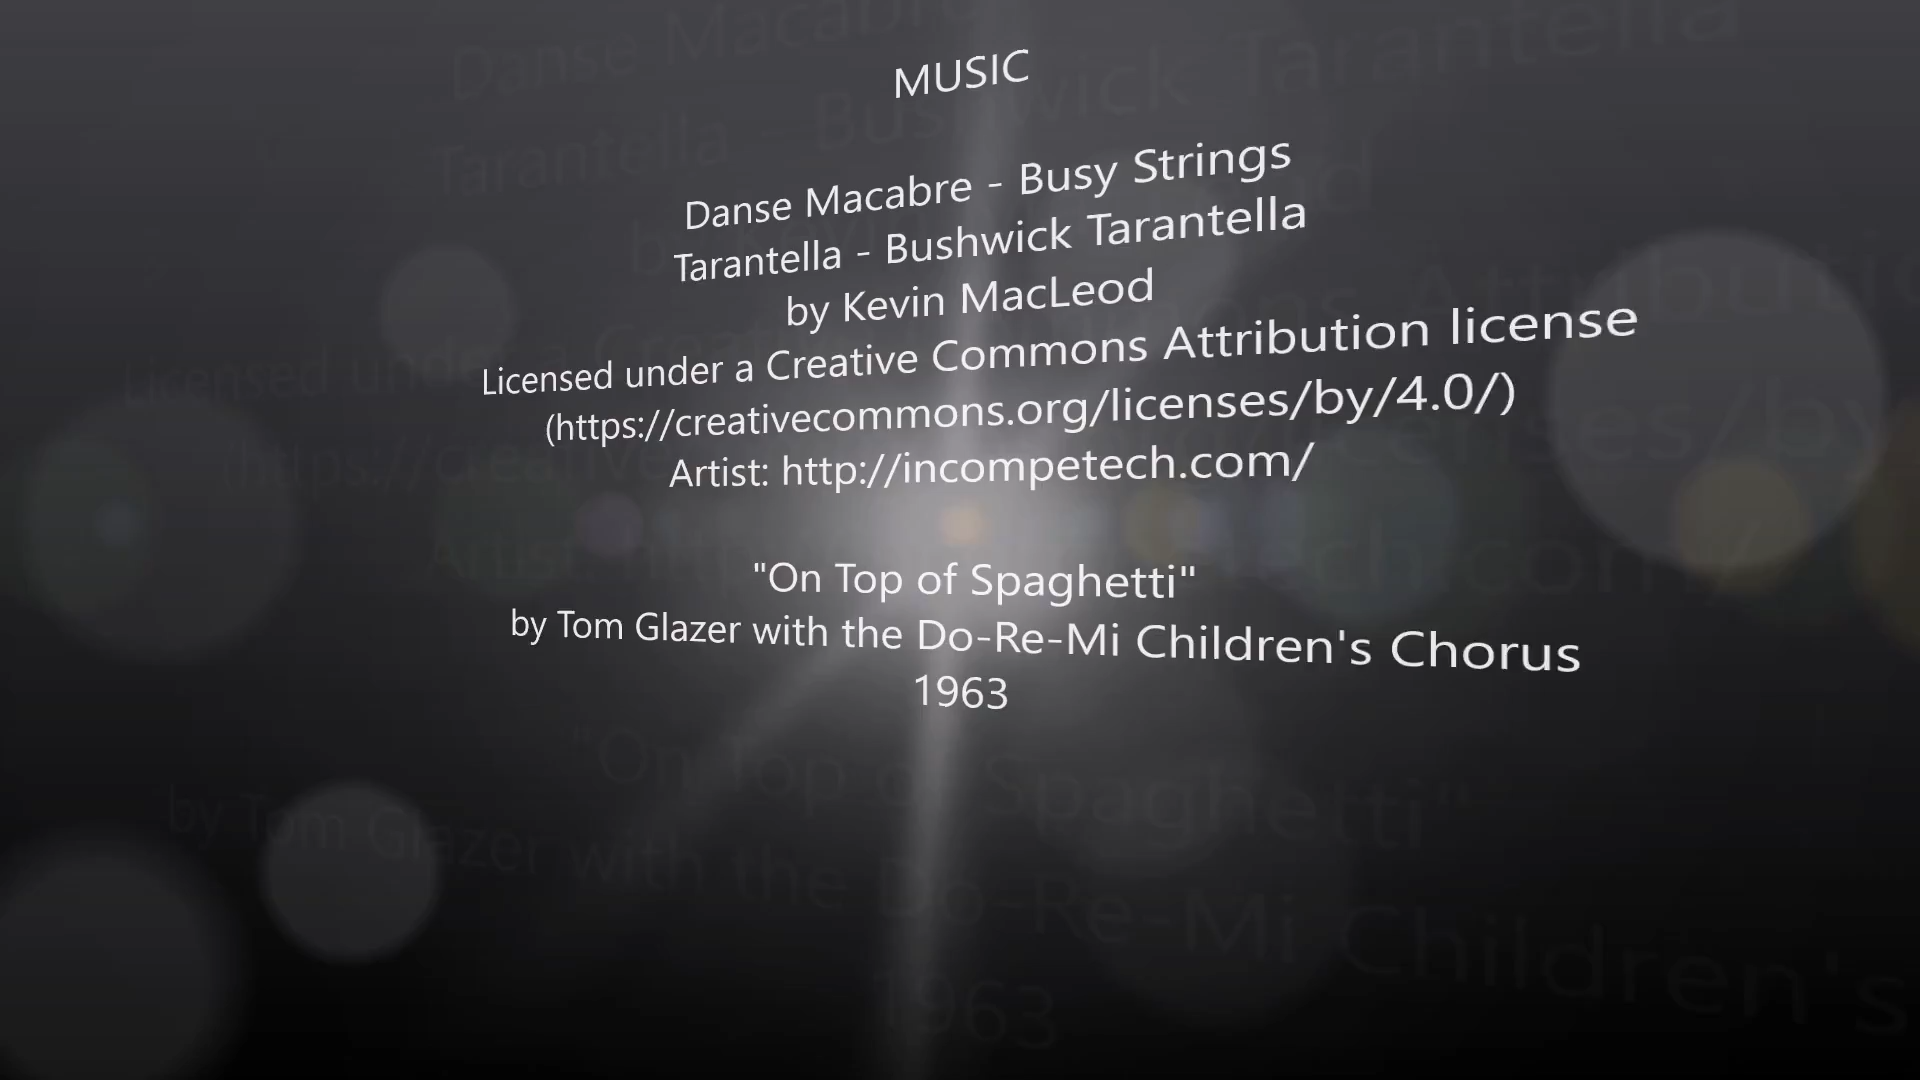 MUSIC
Danse Macabre - Busy Strings
Tarantella - Bushwick Tarantella
by Kevin MacLeod
Licensed under a Creative Commons Attribution license
(https://creativecommons.org/licenses/by/4.0/)
Artist: http://incompetech.com/
"On Top of Spaghetti"
by Tom Glazer with the Do-Re-Mi Children's Chorus
1963